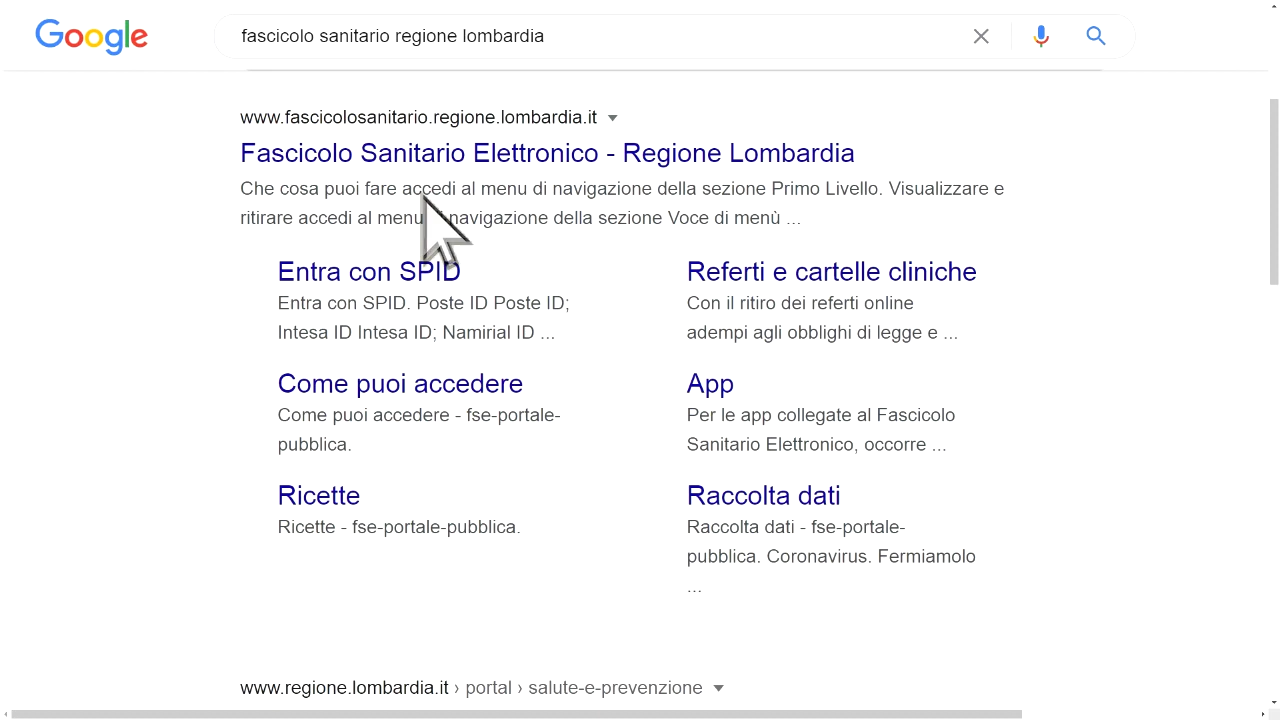 Google
fascicolo sanitario regione lombardia
www.fascicolosanitario.regione.lombardia.it
Fascicolo Sanitario Elettronico - Regione Lombardia
Che cosa puoi fare accedi al menu di navigazione della sezione Primo Livello. Visualizzare e
ritirare accedi al menu navigazione della sezione Voce di menù ...
Entra con SPID
Entra con SPID. Poste ID Poste ID;
Intesa ID Intesa ID; Namirial ID ...
Referti e cartelle cliniche
Con il ritiro dei referti online
adempi agli obblighi di legge e ...
Come puoi accedere
Come puoi accedere - fse-portale-
pubblica.
App
Per le app collegate al Fascicolo
Sanitario Elettronico, occorre ...
Ricette
Ricette - fse-portale-pubblica.
Raccolta dati
Raccolta dati - fse-portale-
pubblica. Coronavirus. Fermiamolo
...
www.regione.lombardia.it › portal › salute-e-prevenzione